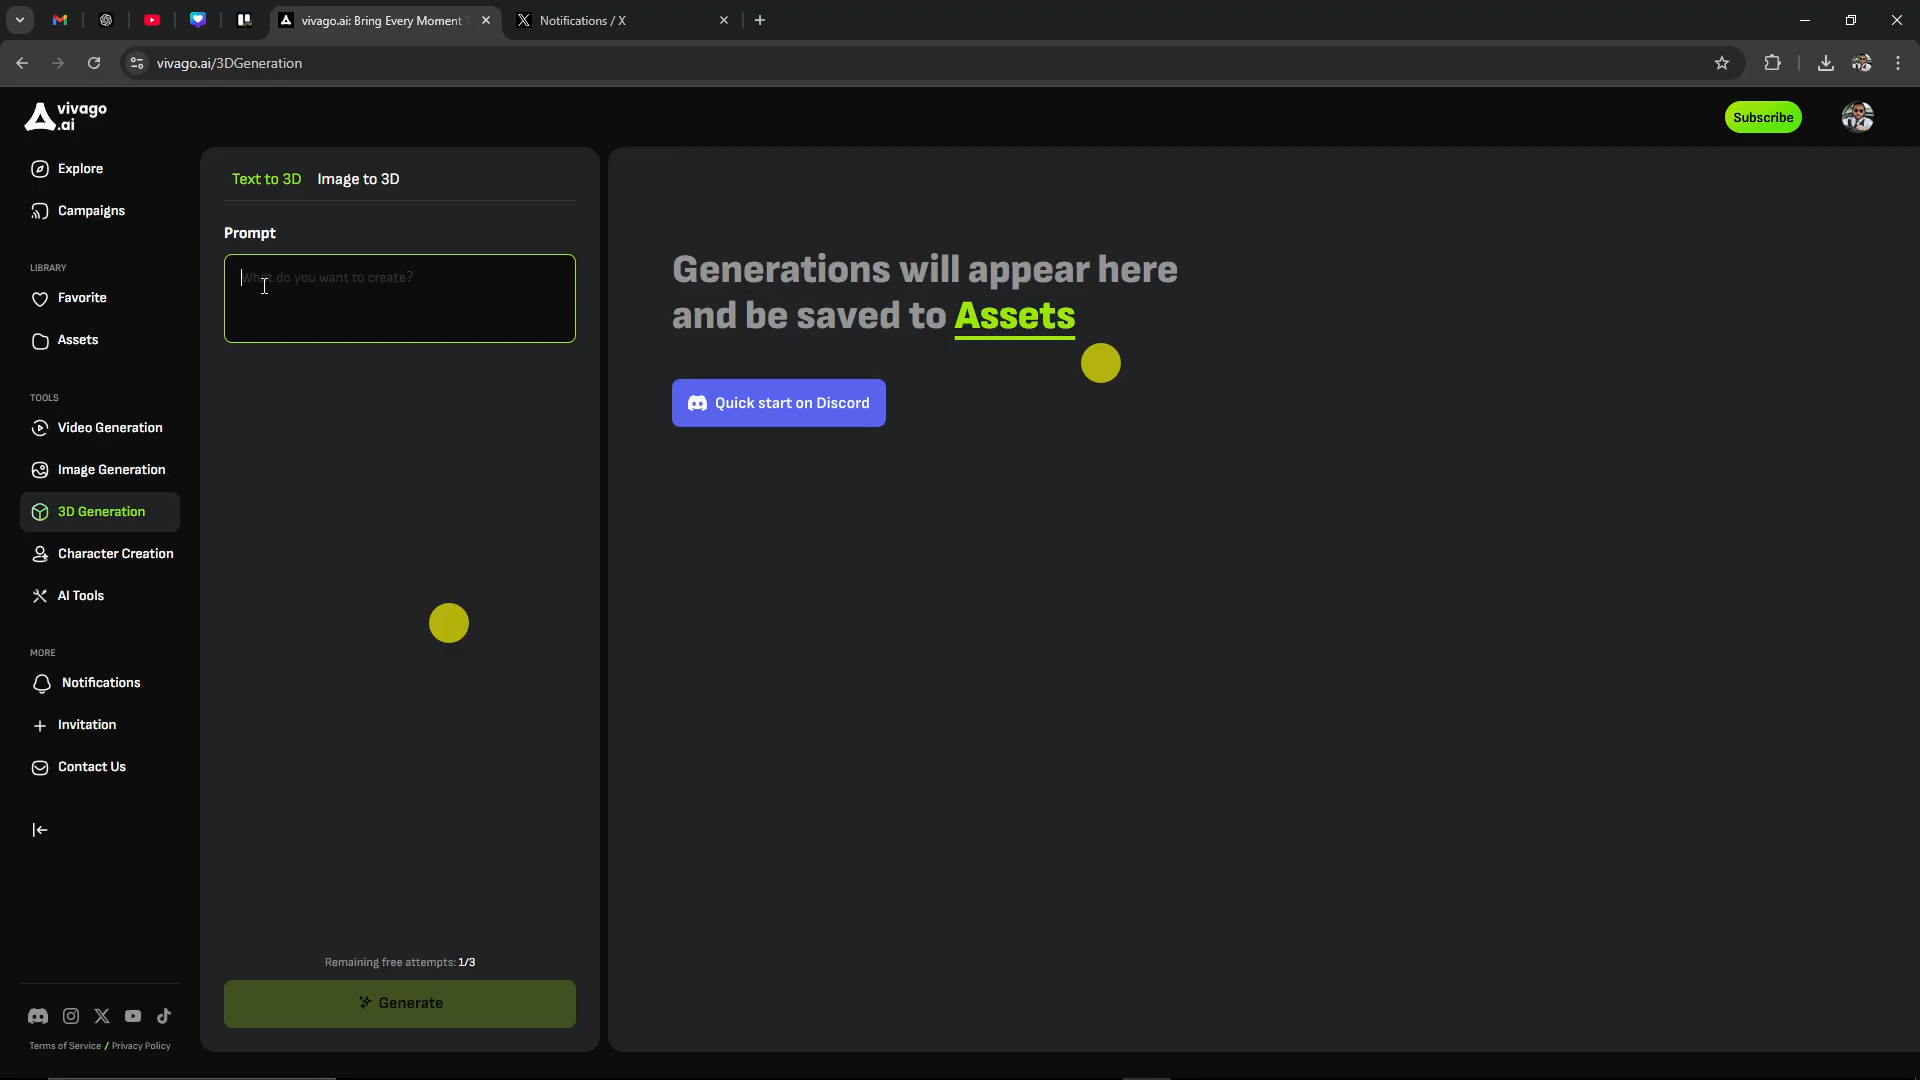 vivago.ai: Bring Every Moment T
Notifications / X
vivago.ai/3DGeneration
vivago
.ai
Subscribe
Explore
Campaigns
LIBRARY
Favorite
Assets
TOOLS
Video Generation
Image Generation
3D Generation
Character Creation
AI Tools
MORE
Notifications
Invitation
Contact Us
Terms of Service / Privacy Policy
Text to 3D
Image to 3D
Prompt
What do you want to create?
Remaining free attempts: 1/3
Generate
Generations will appear here
and be saved to Assets
Quick start on Discord